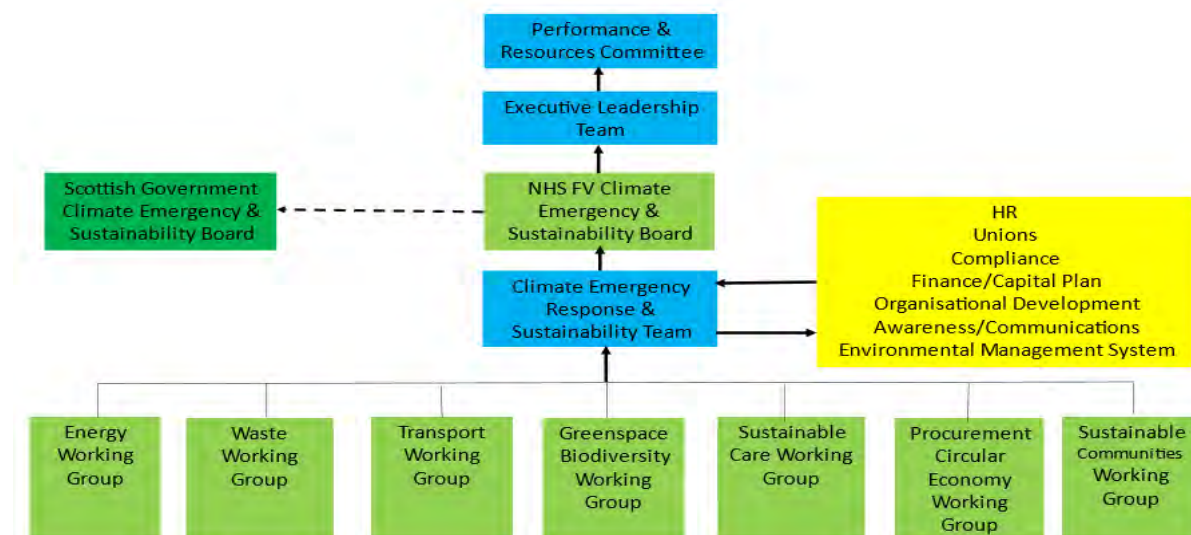 Performance &
Resources Committee
Executive Leadership
Team
Scottish Government
Climate Emergency &
Sustainability Board
NHS FV Climate
Emergency &
Sustainability Board
HR
Unions
Compliance
Finance/Capital Plan
Organisational Development
Awareness/Communications
Environmental Management System
Climate Emergency
Response &
Sustainability Team
Energy
Working
Group
Waste
Working
Group
Transport
Working
Group
Greenspace
Biodiversity
Working
Group
Sustainable
Care Working
Group
Procurement
Circular
Economy
Working
Group
Sustainable
Communities
Working
Group